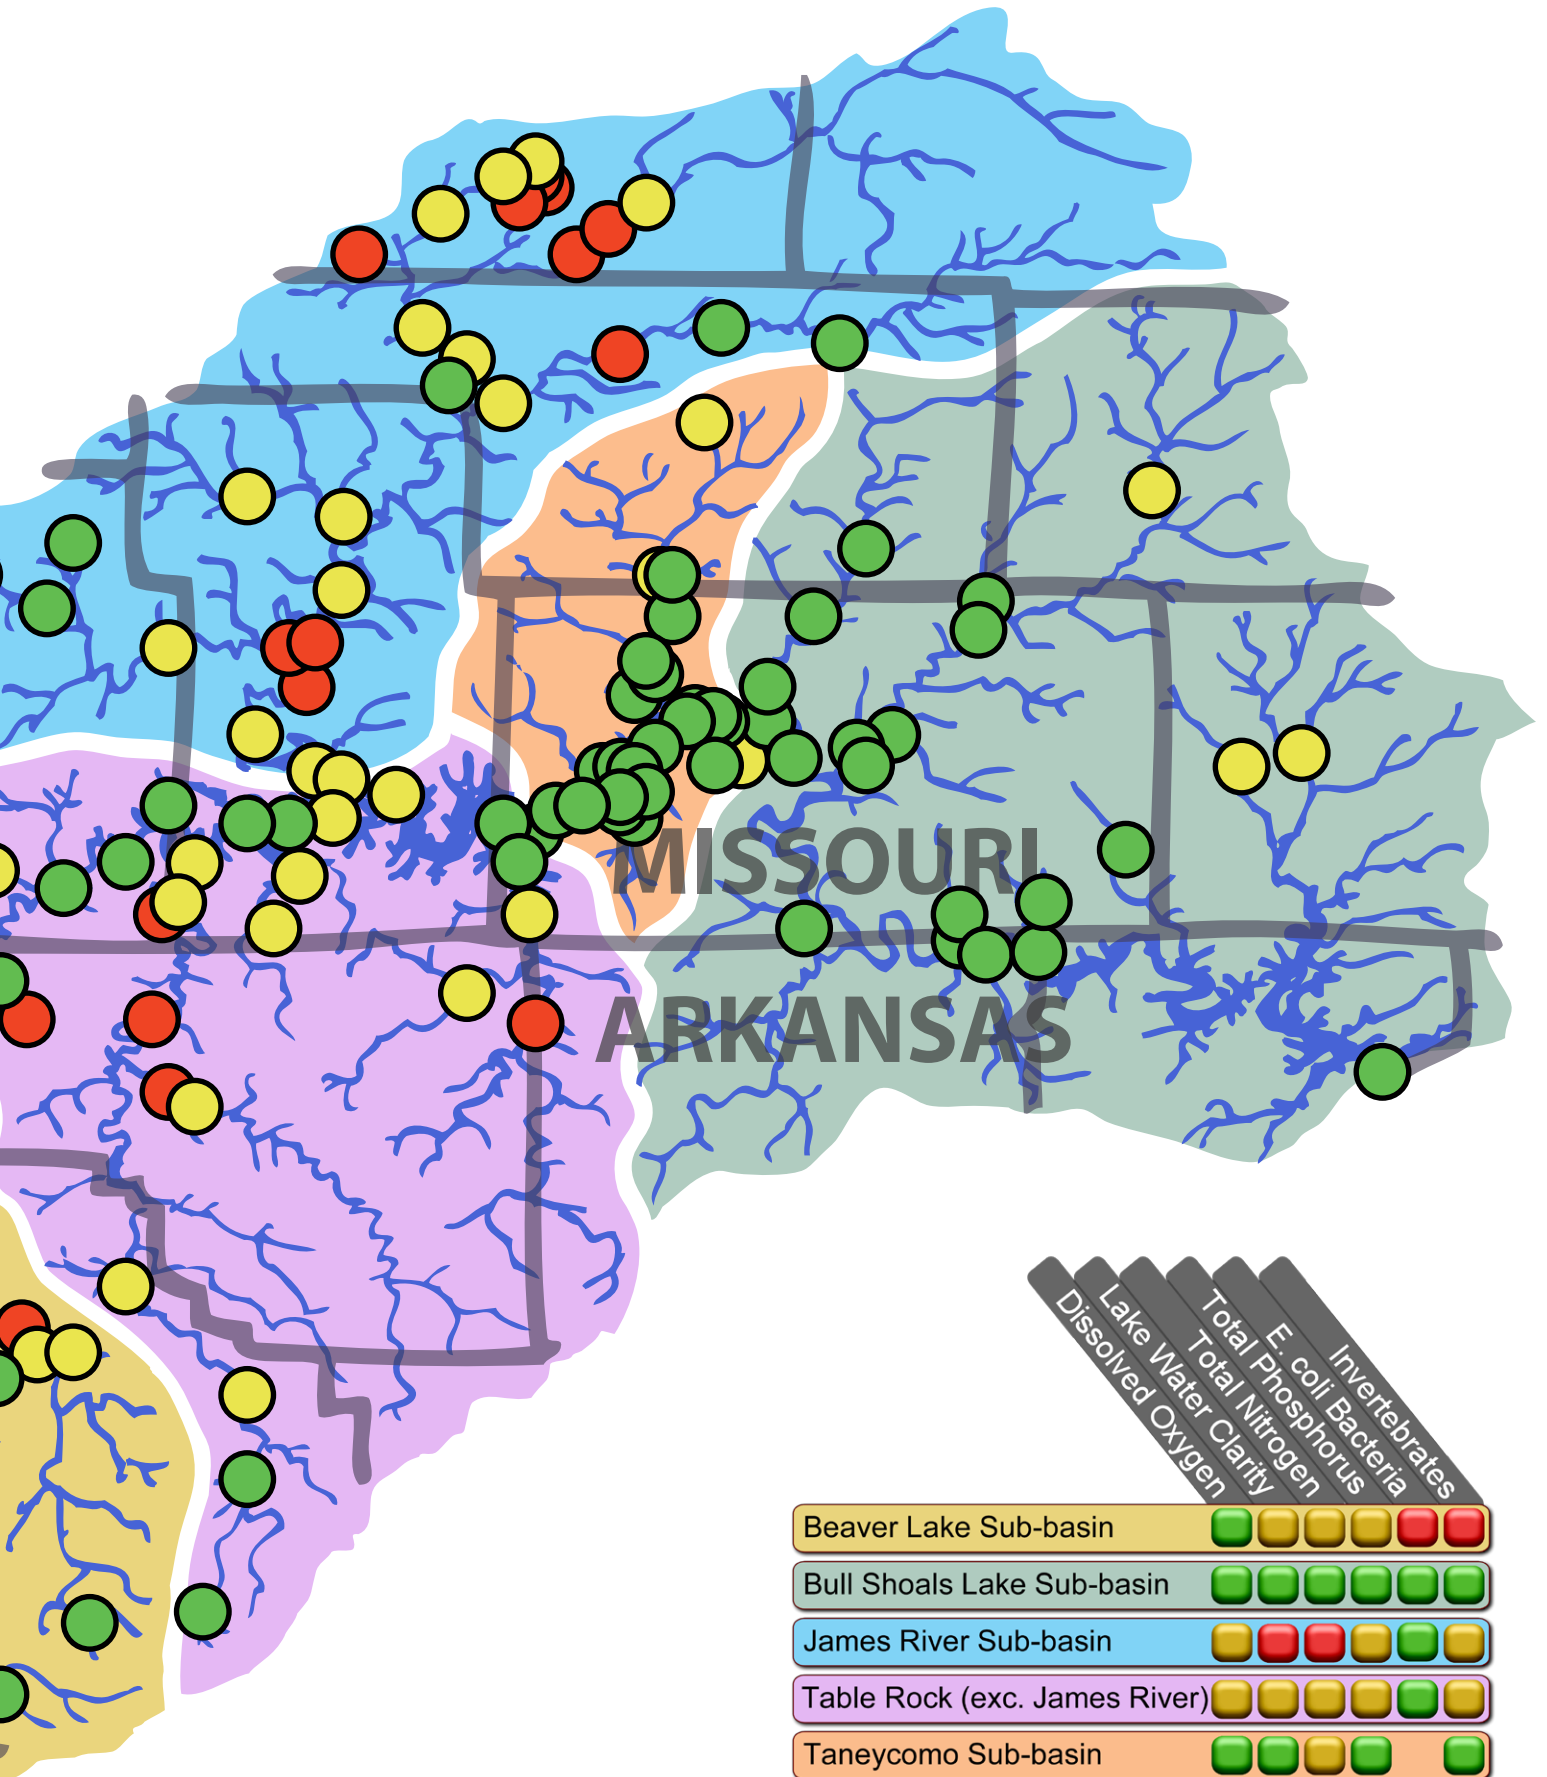 MISSOURI
ARKANSAS
Dissolved Oxygen
Lake Water Clarity
Total Nitrogen
Total Phosphorus
E. coli Bacteria
Invertebrates
Beaver Lake Sub-basin
Bull Shoals Lake Sub-basin
James River Sub-basin
Table Rock (exc. James River)
Taneycomo Sub-basin